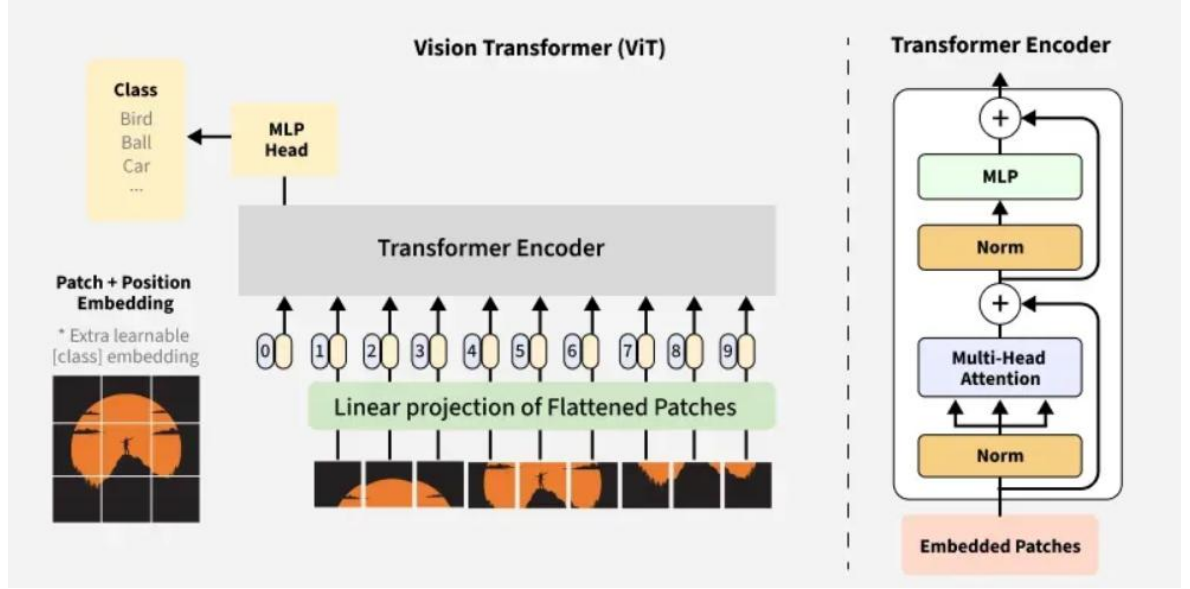 Vision Transformer (ViT)
Class
Bird
Ball
Car
...
MLP
Head
Transformer Encoder
Patch + Position
Embedding
* Extra learnable
[class] embedding
0
1
2
3
4
5
6
7
8
9
Linear projection of Flattened Patches
Transformer Encoder
+
MLP
Norm
+
Multi-Head
Attention
Norm
Embedded Patches